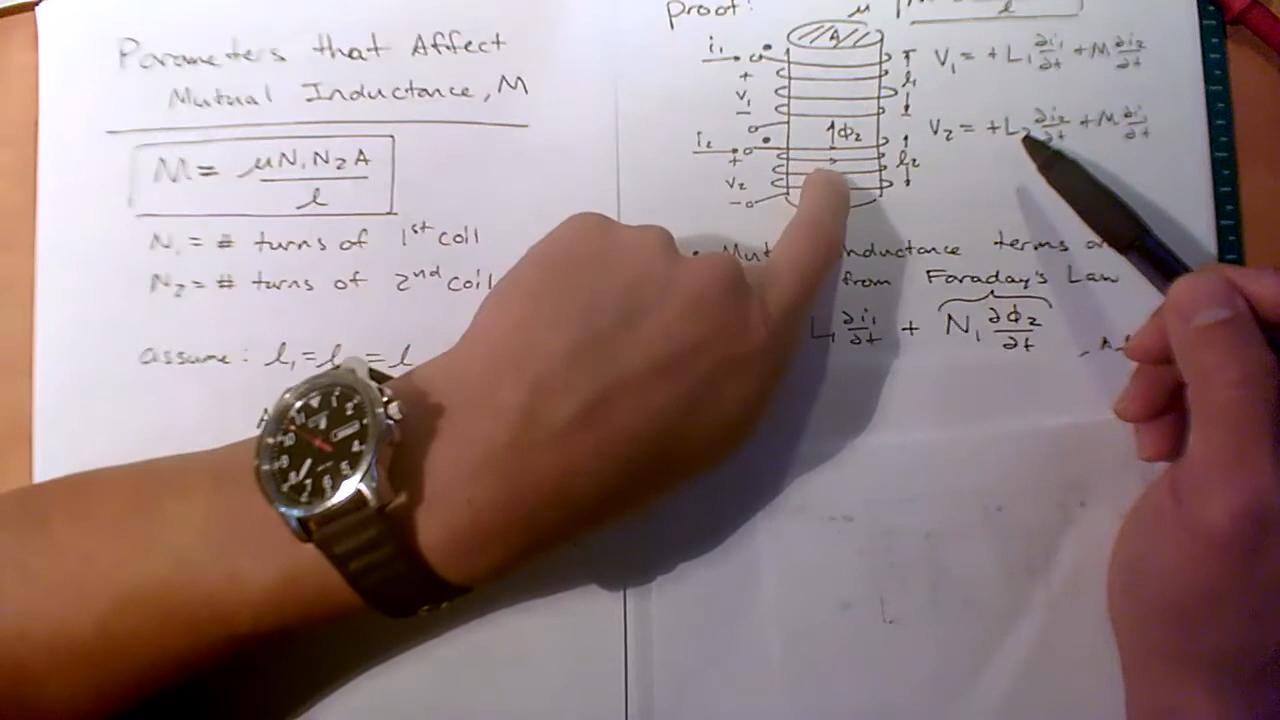 Parameters that Affect
Mutual Inductance, M
M = μN₁N₂A / l
N₁ = # turns of 1st coil
N₂ = # turns of 2nd coil
assume: l₁ = l = l
A
Proof:
μ
l
A
i₁
+
V₁
-
i₂
+
V₂
-
↑φ₂
l₁
l₂
V₁ = +L₁ ∂i₁/∂t + M ∂i₂/∂t
V₂ = +L₂ ∂i₂/∂t + M ∂i₁/∂t
• Mut inductance terms
from Faraday's Law
L₁ ∂i₁/∂t + N₁ ∂φ₂/∂t